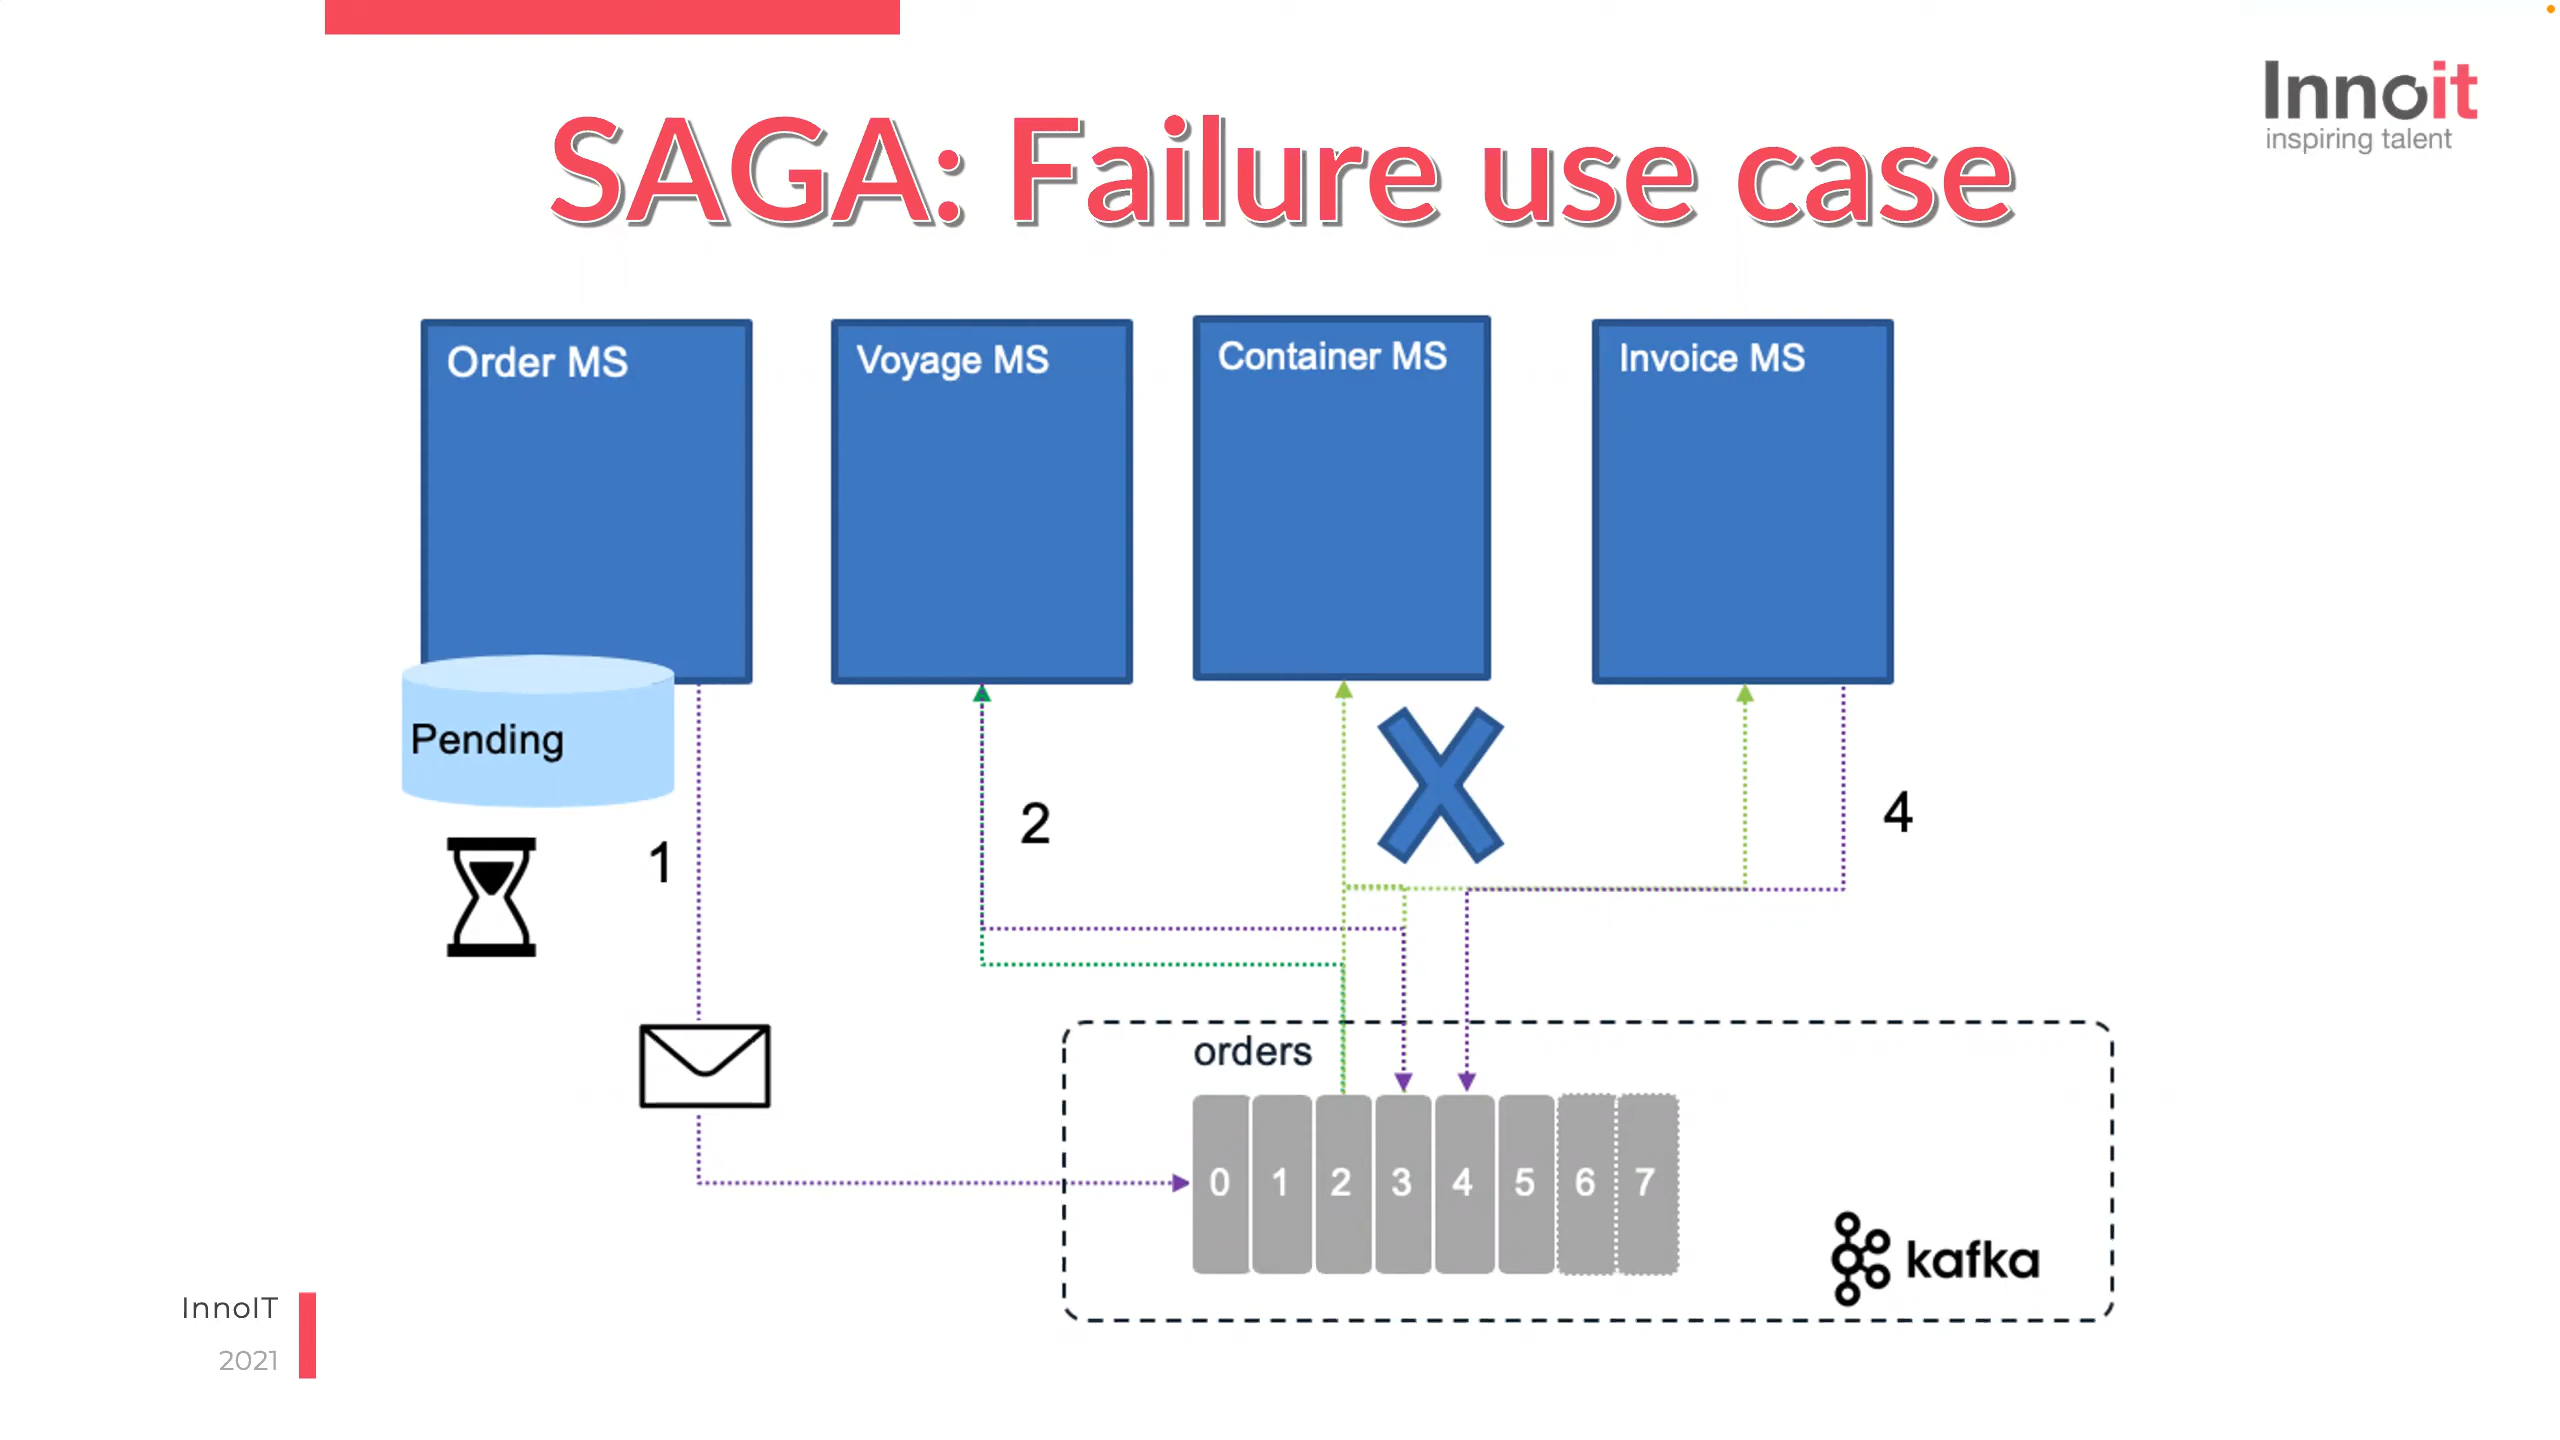 Innoit
inspiring talent
SAGA: Failure use case
Order MS
Voyage MS
Container MS
Invoice MS
Pending
1
2
4
orders
0 1 2 3 4 5 6 7
kafka
InnoIT
2021